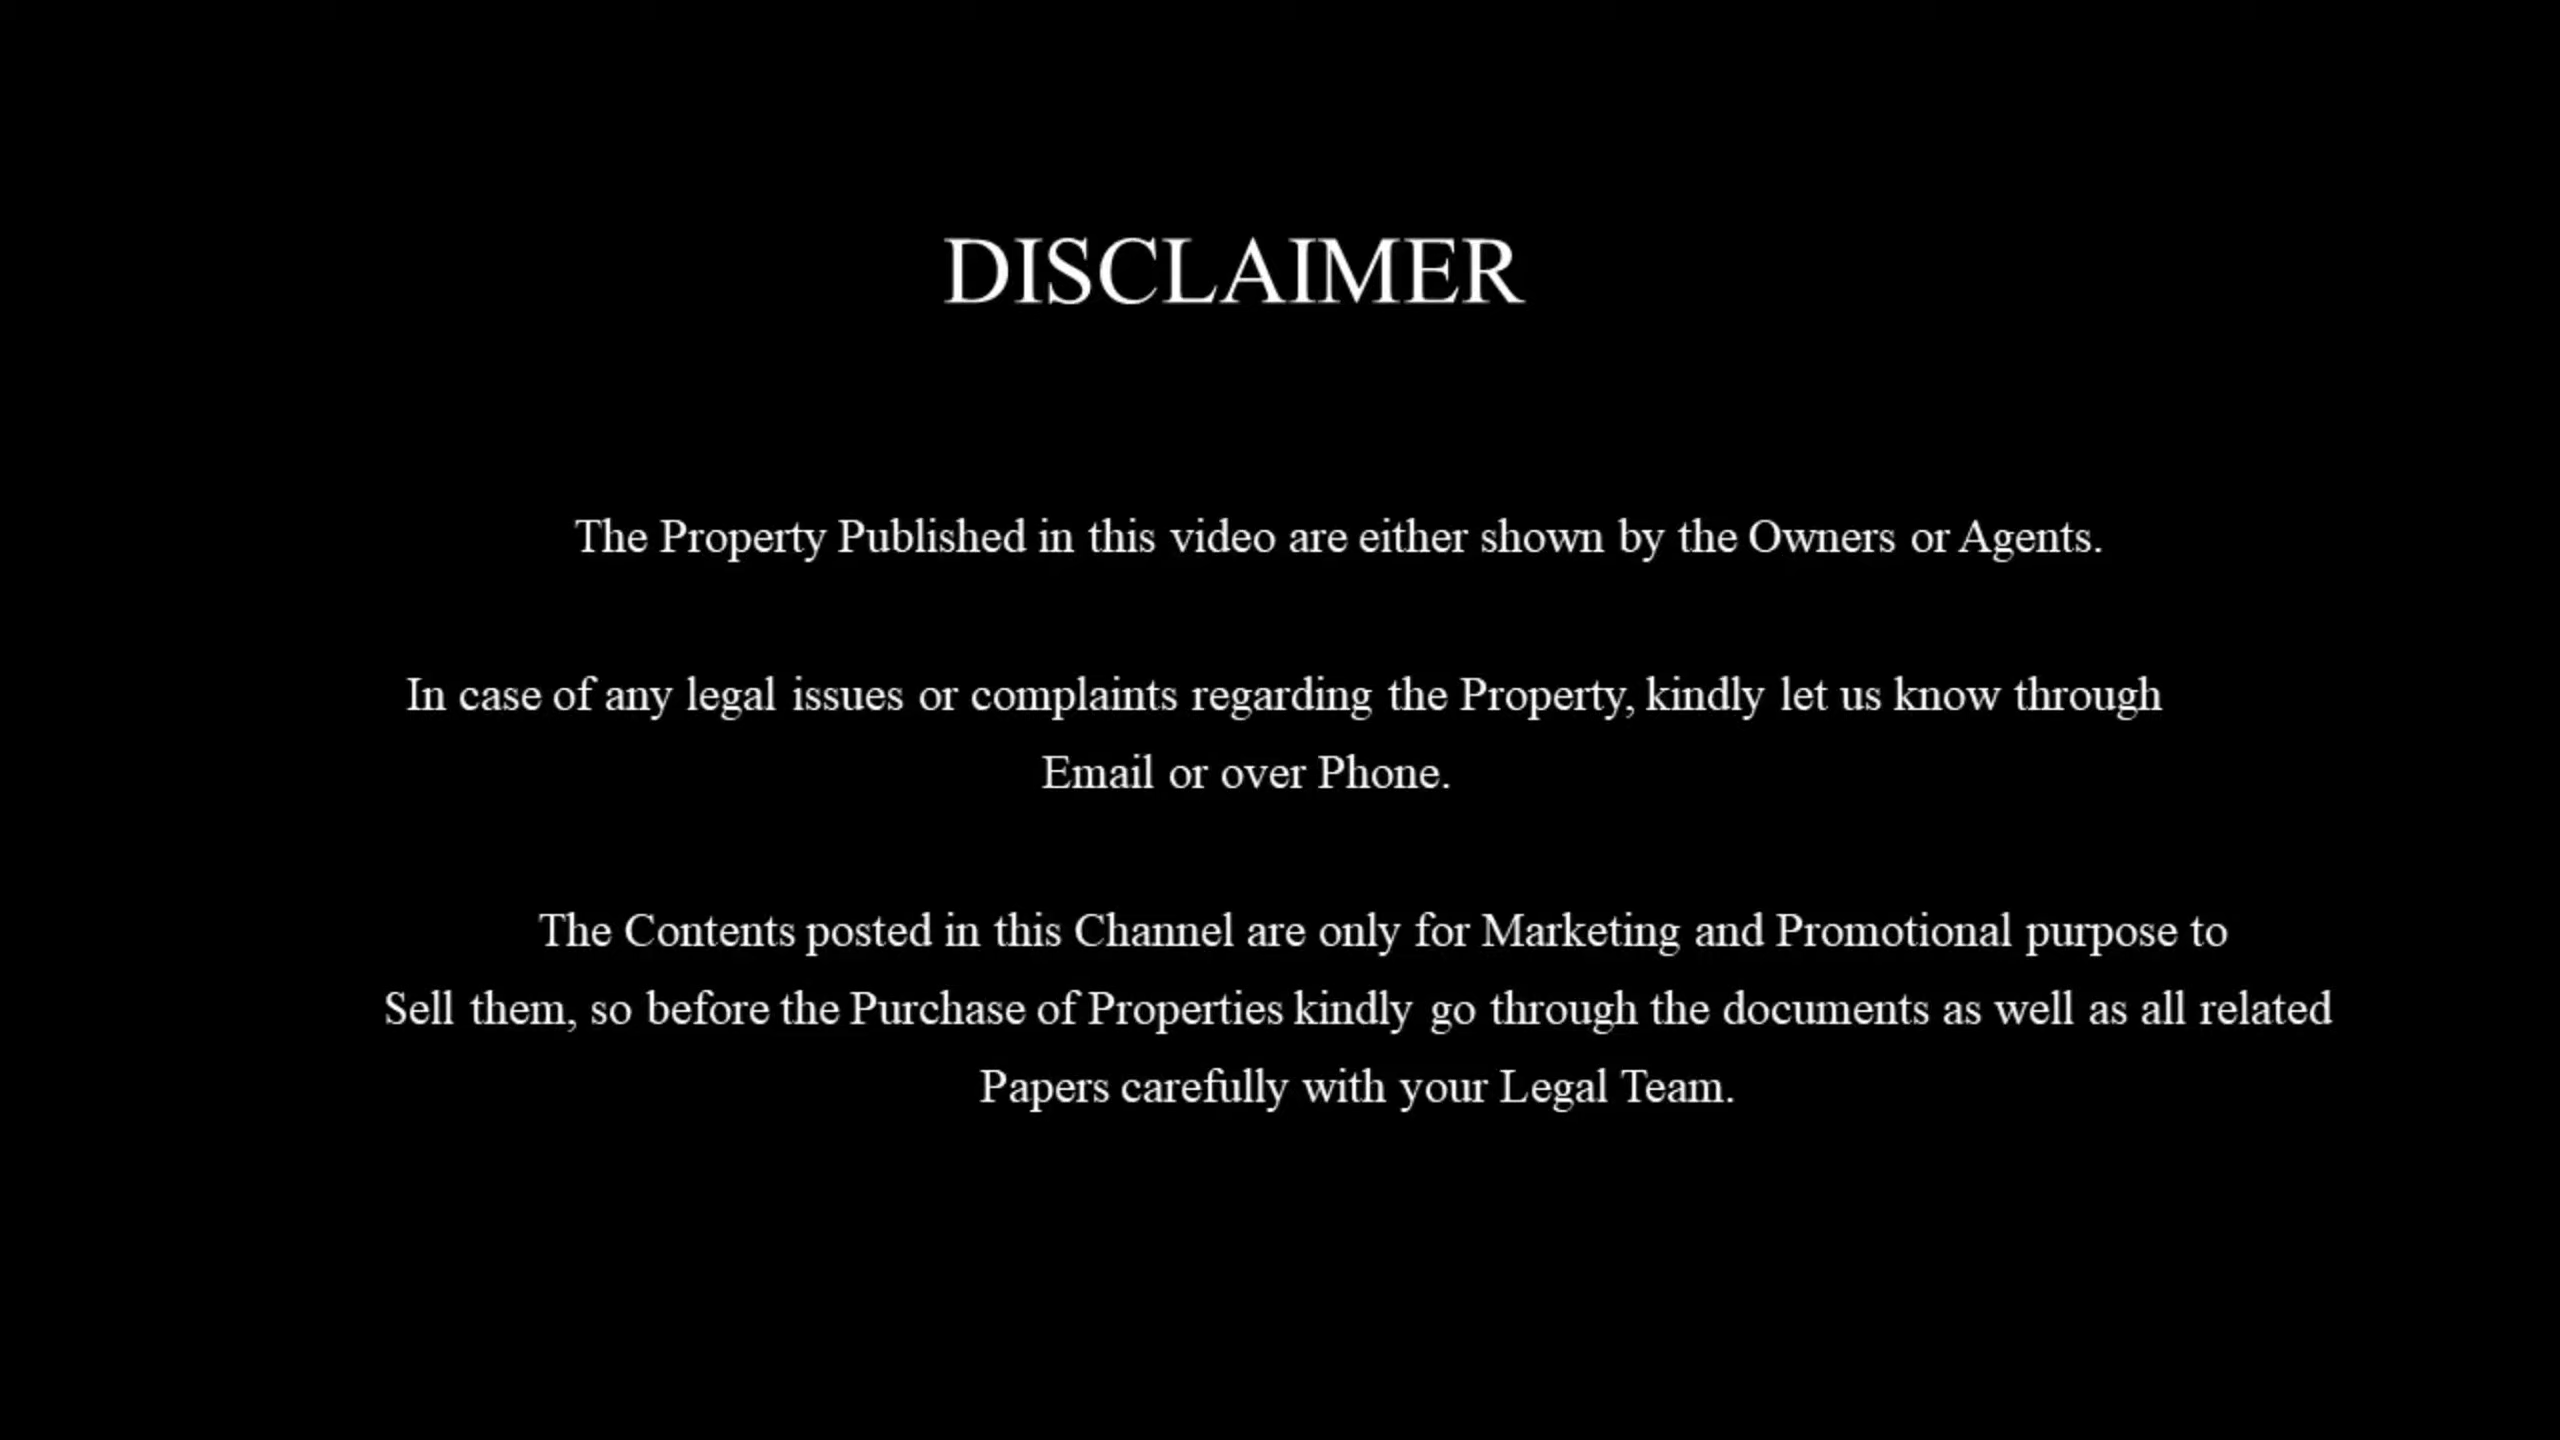 DISCLAIMER
The Property Published in this video are either shown by the Owners or Agents.
In case of any legal issues or complaints regarding the Property, kindly let us know through
Email or over Phone.
The Contents posted in this Channel are only for Marketing and Promotional purpose to
Sell them, so before the Purchase of Properties kindly go through the documents as well as all related
Papers carefully with your Legal Team.